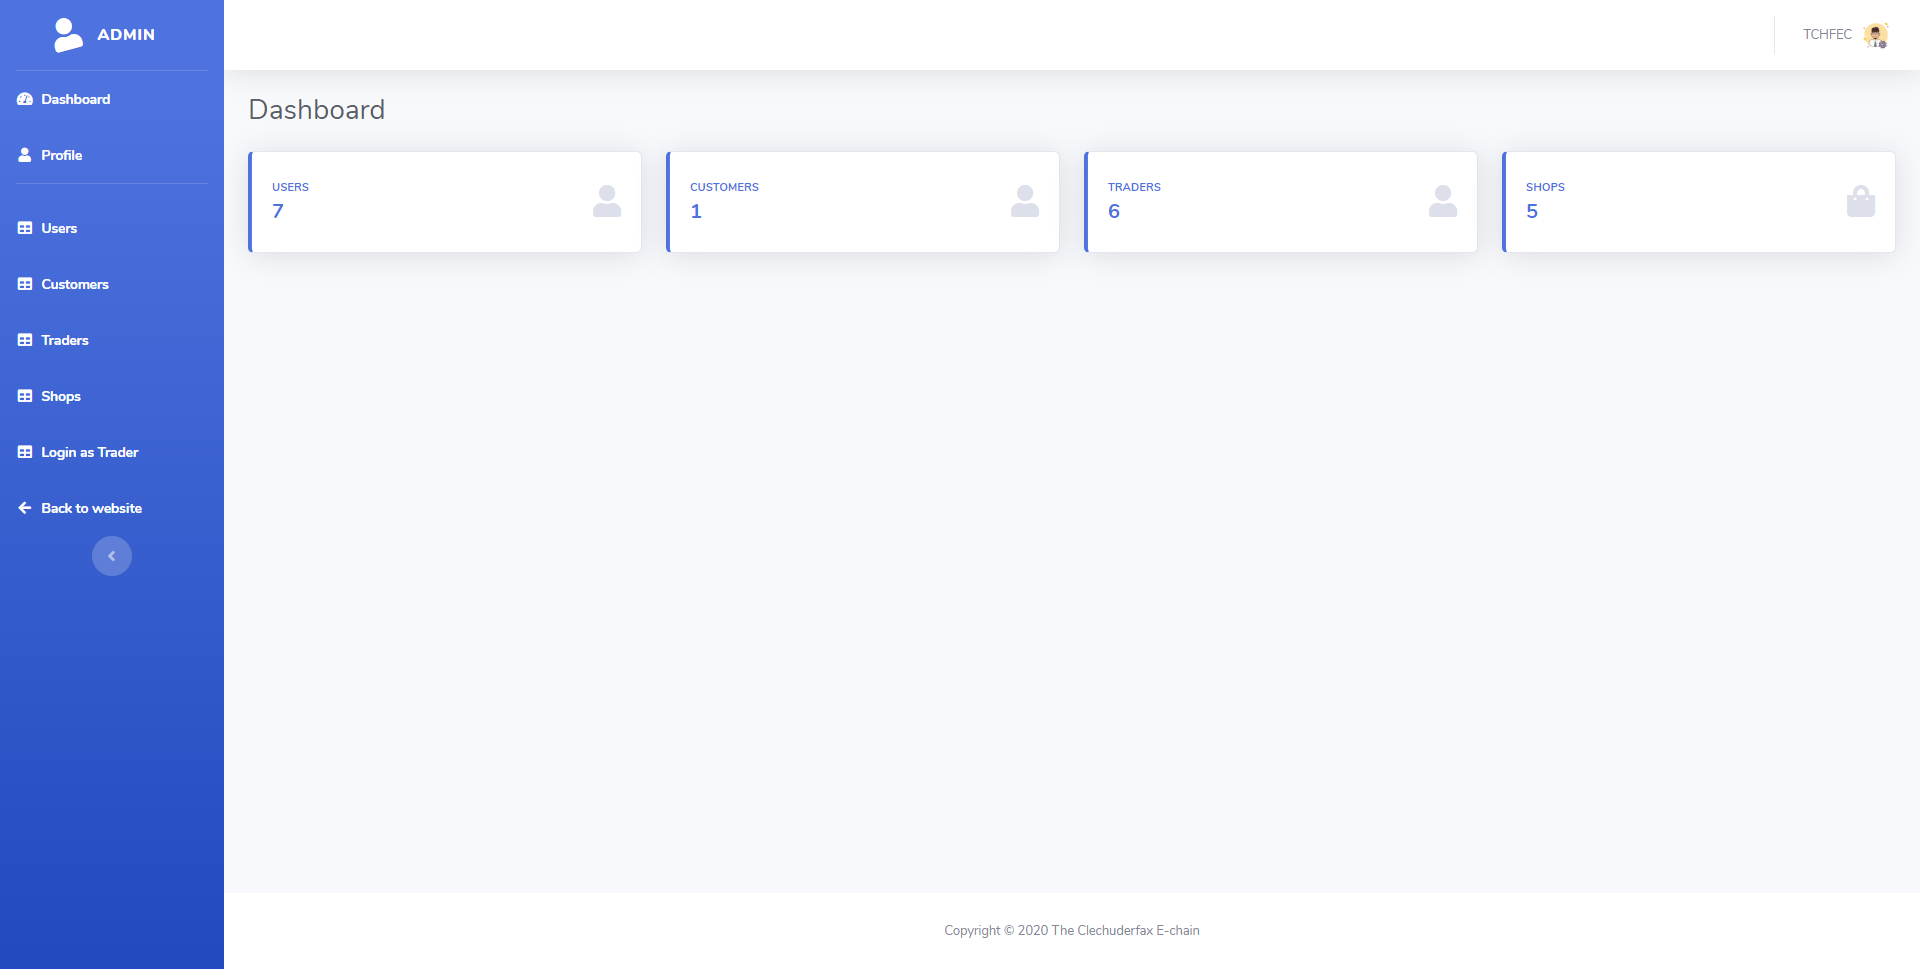 ADMIN
Dashboard
Profile
Users
Customers
Traders
Shops
Login as Trader
Back to website
TCHFEC
Dashboard
USERS
7
CUSTOMERS
1
TRADERS
6
SHOPS
5
Copyright © 2020 The Clechuderfax E-chain